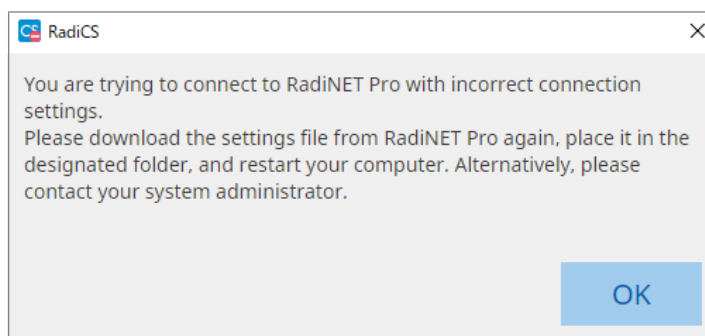 CS RadiCS
You are trying to connect to RadiNET Pro with incorrect connection
settings.
Please download the settings file from RadiNET Pro again, place it in the
designated folder, and restart your computer. Alternatively, please
contact your system administrator.
OK